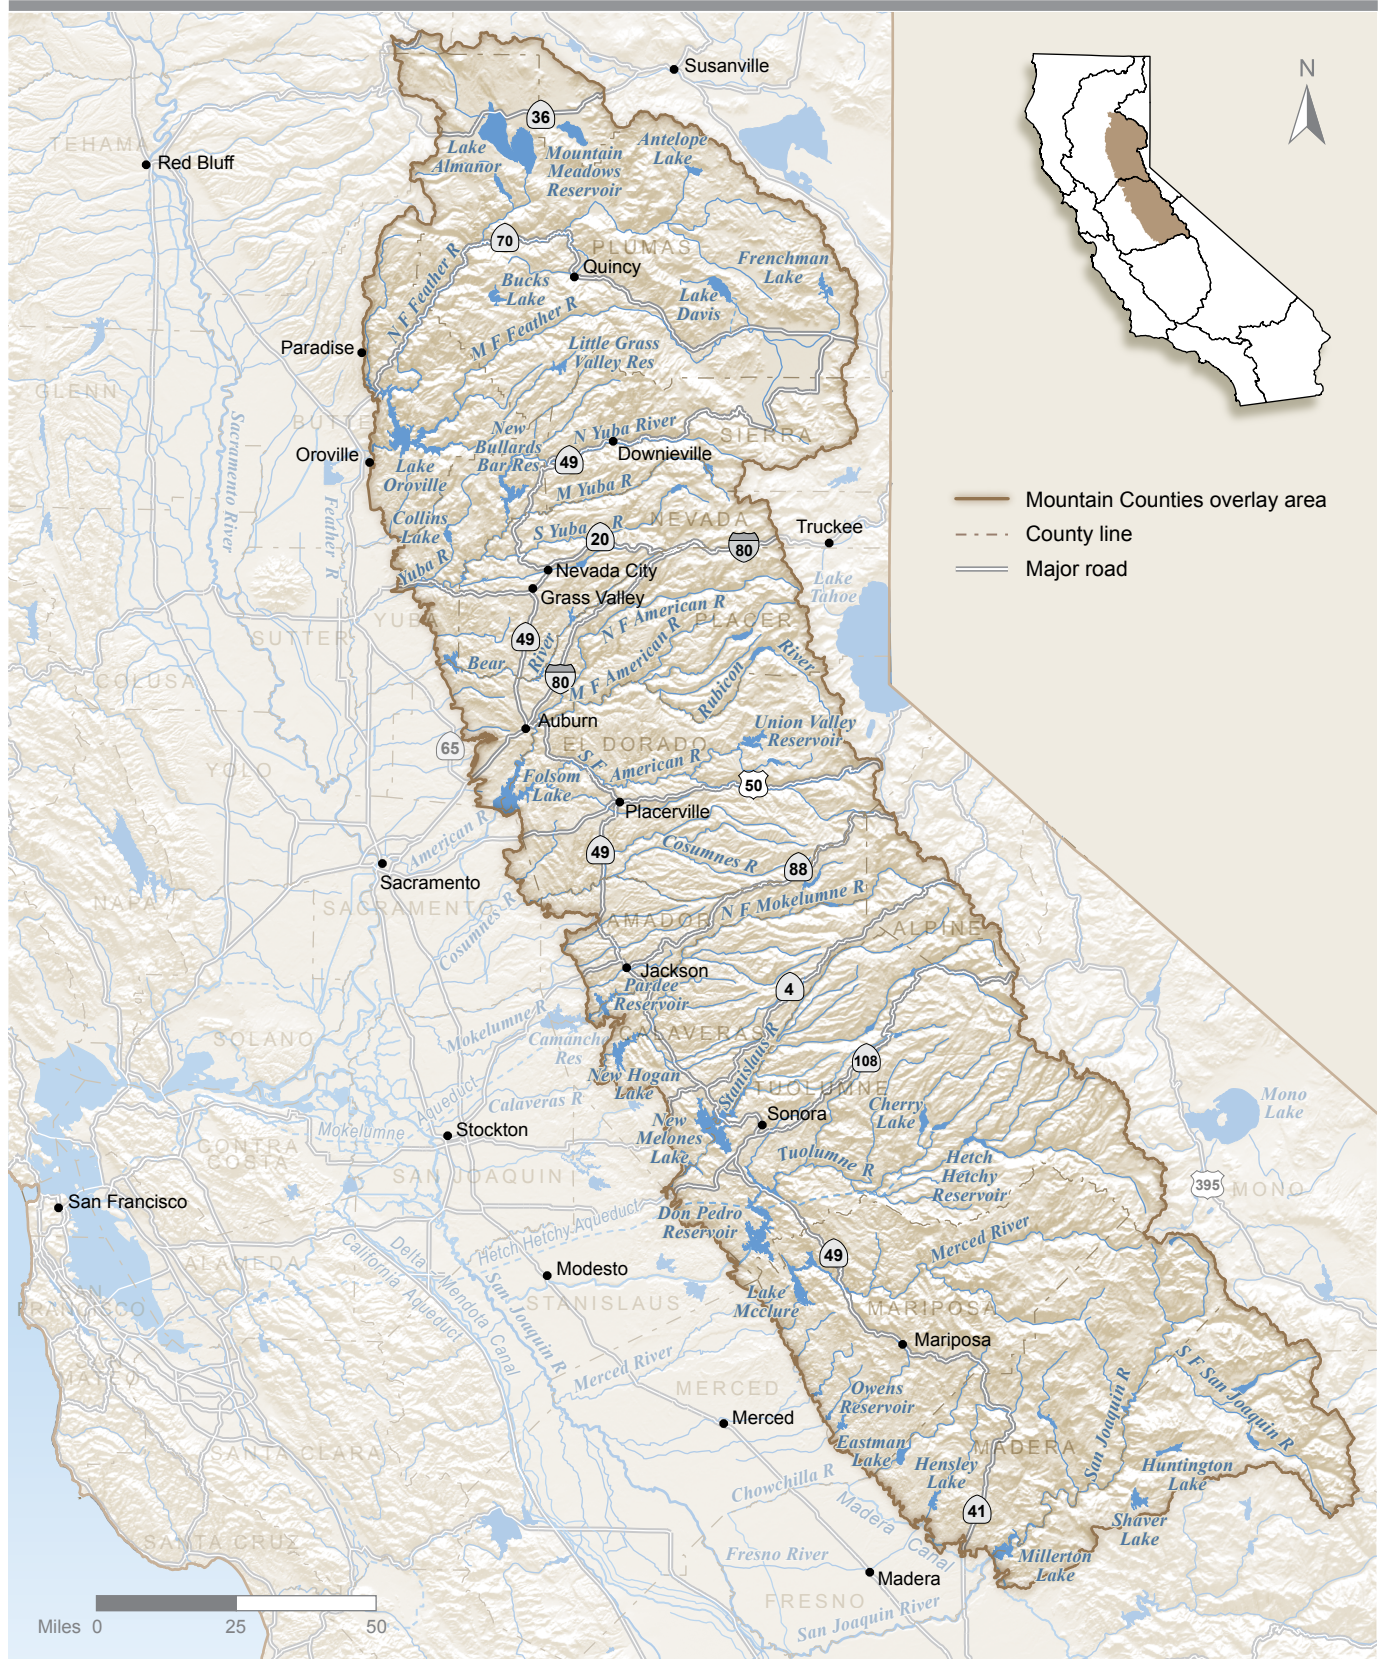 Susanville
N
36
TEHAMA
Red Bluff
Lake
Almanor
Mountain
Meadows
Reservoir
Antelope
Lake
70
PLUMAS
Quincy
Frenchman
Lake
N F Feather R
Bucks
Lake
Lake
Davis
M F Feather R
Paradise
Little Grass
Valley Res
GLENN
Sacramento River
BUTTE
N Yuba River
SIERRA
New
Bullards
Bar Res
Downieville
Oroville
49
Lake
Oroville
M Yuba R
Mountain Counties overlay area
County line
Major road
Feather R
Collins
Lake
S Yuba R
NEVADA
20
80
Truckee
Yuba R
Nevada City
Grass Valley
Lake
Tahoe
N F American R
YUBA
SUTTER
PLACER
49
Bear
River
M F American R
80
Rubicon
River
COLUSA
Auburn
Union Valley
Reservoir
65
EL DORADO
S F
American R
YOLO
Folsom
Lake
50
Placerville
American R
49
Cosumnes R
88
Sacramento
NAPA
SACRAMENTO
Cosumnes R
N F Mokelumne R
AMADOR
ALPINE
Jackson
Pardee
Reservoir
4
SOLANO
Mokelumne R
Camanche
Res
CALAVERAS
Stanislaus R
108
New Hogan
Lake
TUOLUMNE
Mono
Lake
Aqueduct
Calaveras R
Cherry
Lake
Sonora
New
Melones
Lake
Mokelumne
Stockton
CONTRA
COSTA
Tuolumne R
Hetch
Hetchy
Reservoir
SAN JOAQUIN
395
MONO
San Francisco
Don Pedro
Reservoir
Hetch Hetchy Aqueduct
Merced River
49
California
Aqueduct
Delta - Mendota Canal
ALAMEDA
Modesto
San Joaquin R
SAN
FRANCISCO
STANISLAUS
Lake
Mcclure
MARIPOSA
Mariposa
Merced River
MATEO
MERCED
S F San Joaquin R
Owens
Reservoir
San Joaquin R
Merced
Eastman
Lake
MADERA
SANTA CLARA
Hensley
Lake
Huntington
Lake
Chowchilla R
Madera
Canal
41
Shaver
Lake
SANTA CRUZ
Fresno River
Millerton
Lake
Madera
FRESNO
San Joaquin River
Miles 0 25 50